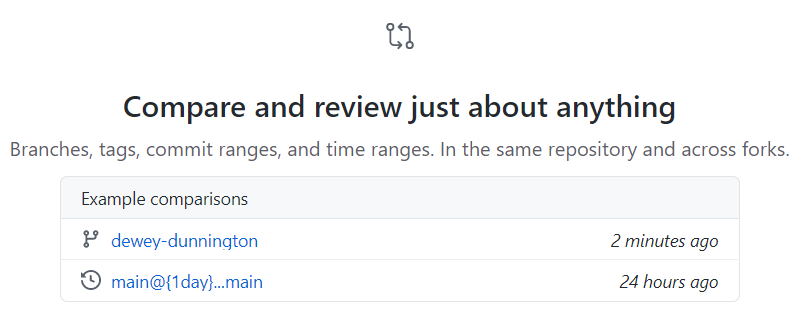 Compare and review just about anything
Branches, tags, commit ranges, and time ranges. In the same repository and across forks.
Example comparisons
dewey-dunnington 2 minutes ago
main@{1day}...main 24 hours ago